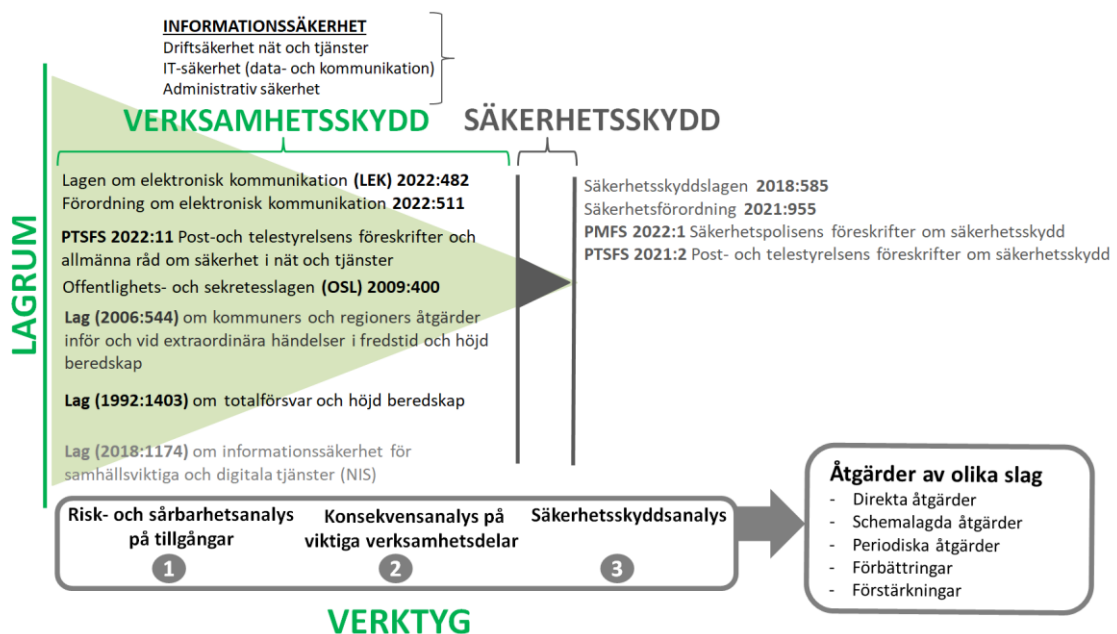 INFORMATIONSSÄKERHET
Driftsäkerhet nät och tjänster
IT-säkerhet (data- och kommunikation)
Administrativ säkerhet
VERKSAMHETSSKYDD
SÄKERHETSSKYDD
LAGRUM
Lagen om elektronisk kommunikation (LEK) 2022:482
Förordning om elektronisk kommunikation 2022:511
PTSFS 2022:11 Post-och telestyrelsens föreskrifter och
allmänna råd om säkerhet i nät och tjänster
Offentlighets- och sekretesslagen (OSL) 2009:400
Lag (2006:544) om kommuners och regioners åtgärder
inför och vid extraordinära händelser i fredstid och höjd
beredskap
Lag (1992:1403) om totalförsvar och höjd beredskap
Lag (2018:1174) om informationssäkerhet för
samhällsviktiga och digitala tjänster (NIS)
Säkerhetsskyddslagen 2018:585
Säkerhetsförordning 2021:955
PMFS 2022:1 Säkerhetspolisens föreskrifter om säkerhetsskydd
PTSFS 2021:2 Post- och telestyrelsens föreskrifter om säkerhetsskydd
Risk- och sårbarhetsanalys
på tillgångar
1
Konsekvensanalys på
viktiga verksamhetsdelar
2
Säkerhetsskyddsanalys
3
VERKTYG
Åtgärder av olika slag
- Direkta åtgärder
- Schemalagda åtgärder
- Periodiska åtgärder
- Förbättringar
- Förstärkningar